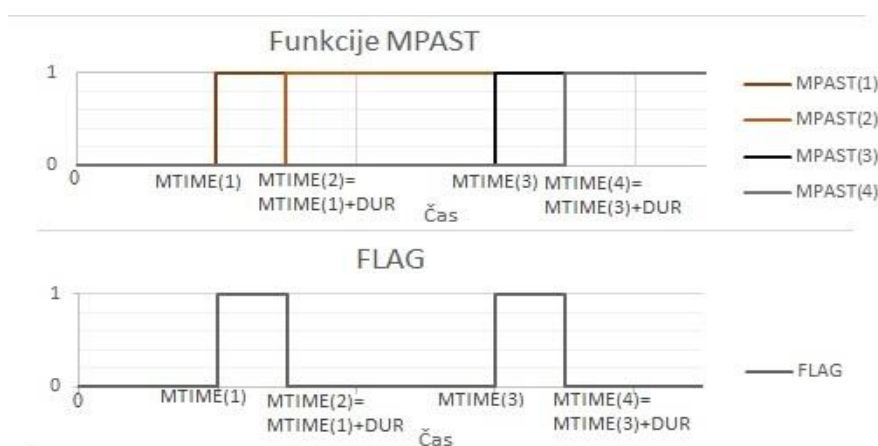 Funkcije MPAST
1
0
0
MTIME(1)
MTIME(2)=
MTIME(1)+DUR
MTIME(3)
MTIME(4)=
MTIME(3)+DUR
Čas
MPAST(1)
MPAST(2)
MPAST(3)
MPAST(4)
FLAG
1
0
0
MTIME(1)
MTIME(2)=
MTIME(1)+DUR
MTIME(3)
MTIME(4)=
MTIME(3)+DUR
Čas
FLAG